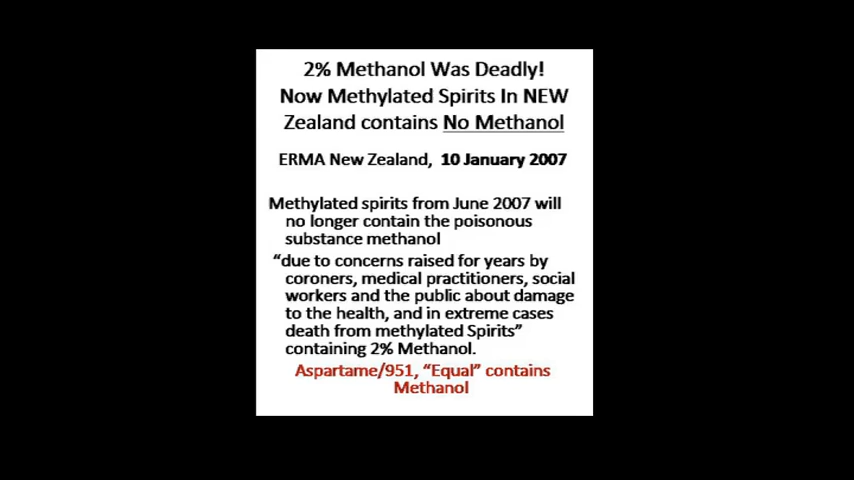 2% Methanol Was Deadly!
Now Methylated Spirits In NEW
Zealand contains No Methanol
ERMA New Zealand, 10 January 2007
Methylated spirits from June 2007 will
no longer contain the poisonous
substance methanol
“due to concerns raised for years by
coroners, medical practitioners, social
workers and the public about damage
to the health, and in extreme cases
death from methylated Spirits”
containing 2% Methanol.
Aspartame/951, “Equal” contains
Methanol